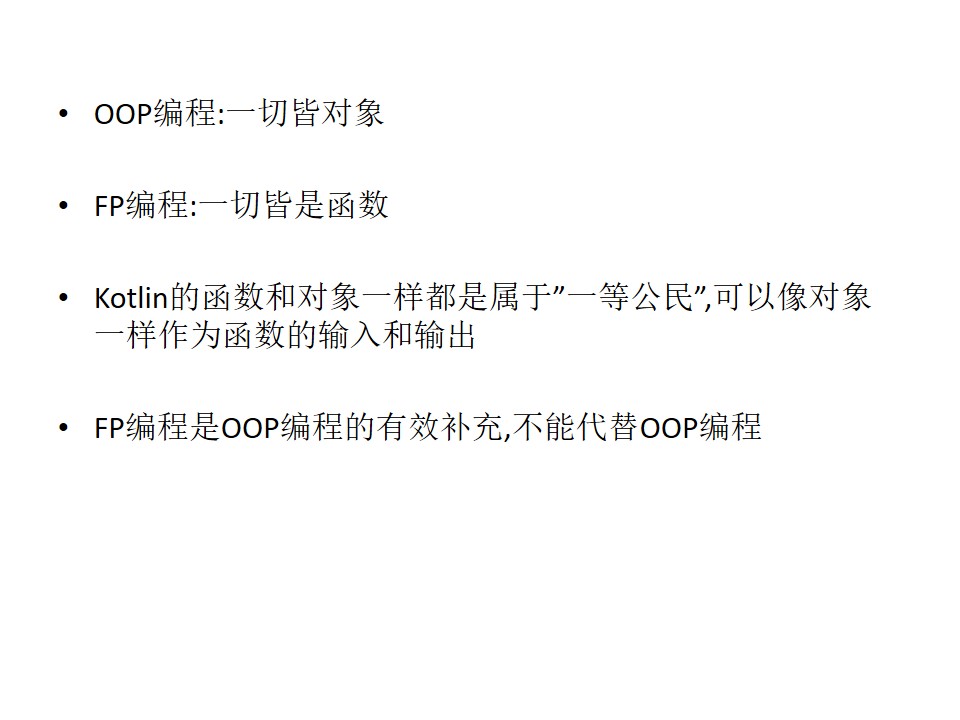 • OOP编程:一切皆对象
• FP编程:一切皆是函数
• Kotlin的函数和对象一样都是属于”一等公民”,可以像对象
一样作为函数的输入和输出
• FP编程是OOP编程的有效补充,不能代替OOP编程